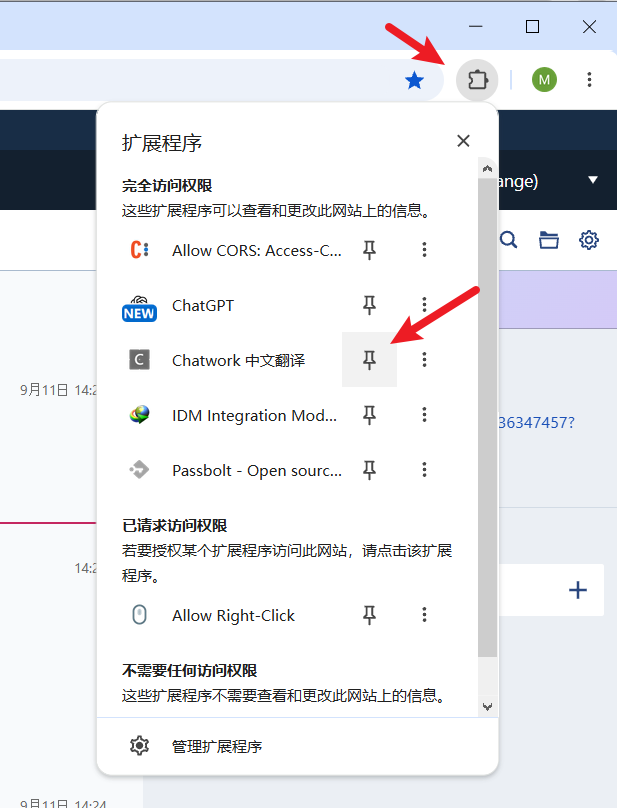 M
扩展程序
完全访问权限
这些扩展程序可以查看和更改此网站上的信息。
ange)
Allow CORS: Access-C...
NEW
ChatGPT
C
Chatwork 中文翻译
9月11日 14:2
36347457?
IDM Integration Mod...
Passbolt - Open sourc...
已请求访问权限
若要授权某个扩展程序访问此网站，请点击该扩展
程序。
14:2
Allow Right-Click
不需要任何访问权限
这些扩展程序不需要查看和更改此网站上的信息。
管理扩展程序
9月11日 14:24